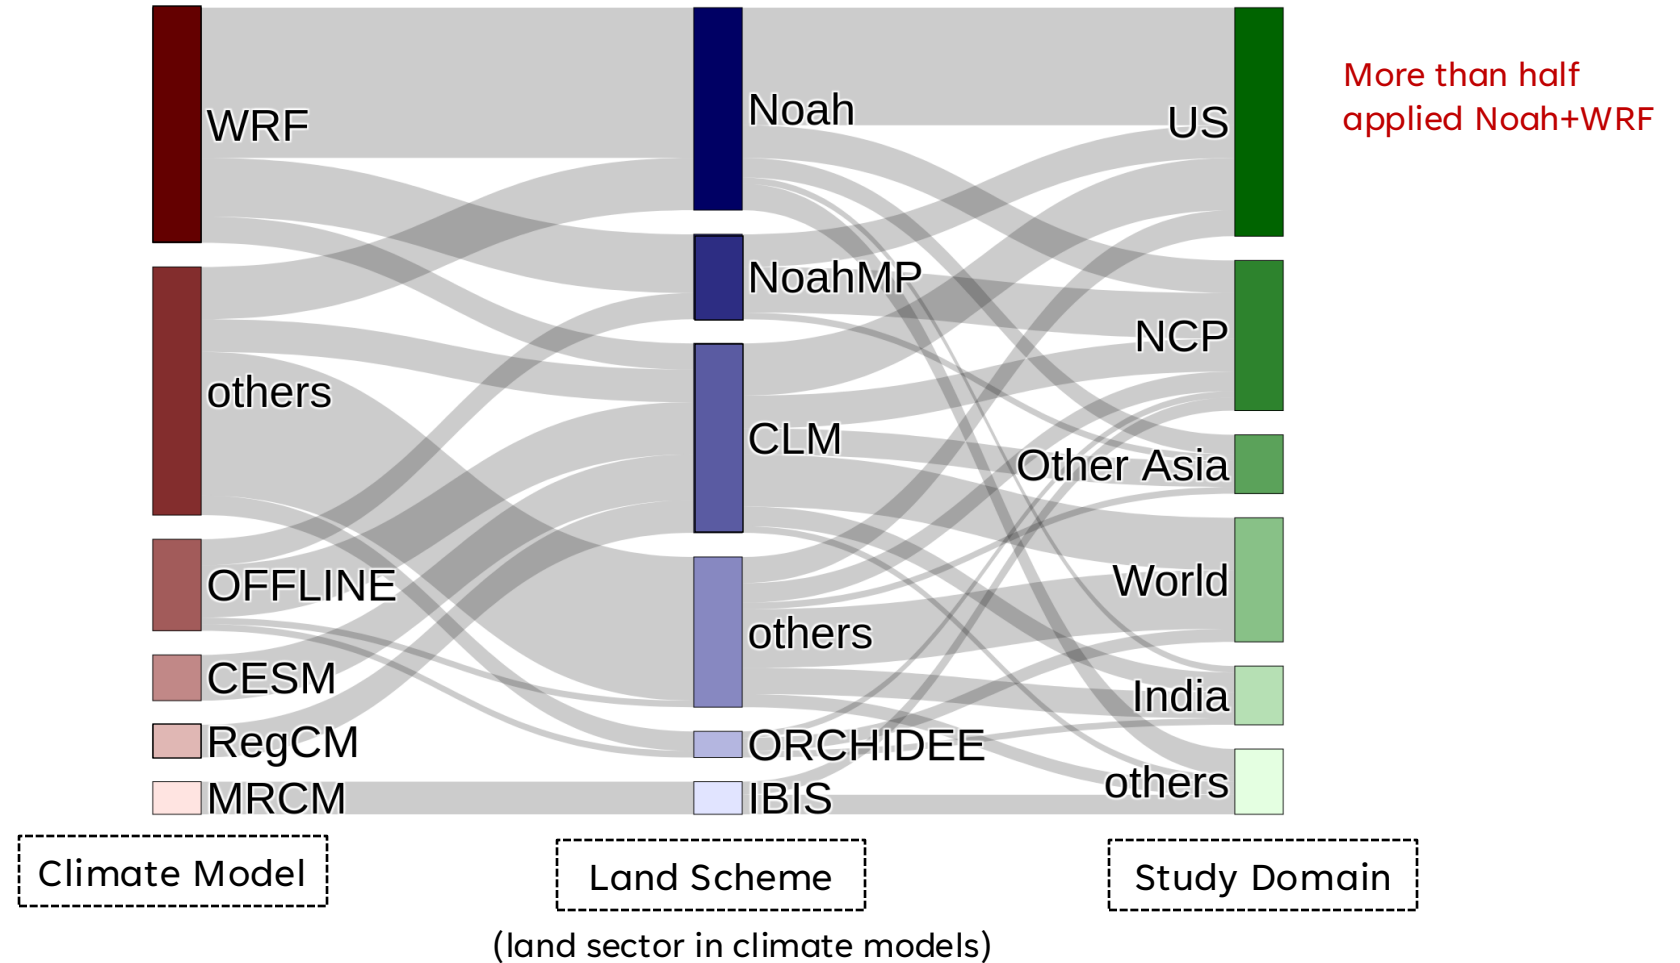 WRF
others
OFFLINE
CESM
RegCM
MRCM
Noah
NoahMP
CLM
others
ORCHIDEE
IBIS
US
NCP
Other Asia
World
India
others
More than half
applied Noah+WRF
Climate Model
Land Scheme
Study Domain
(land sector in climate models)